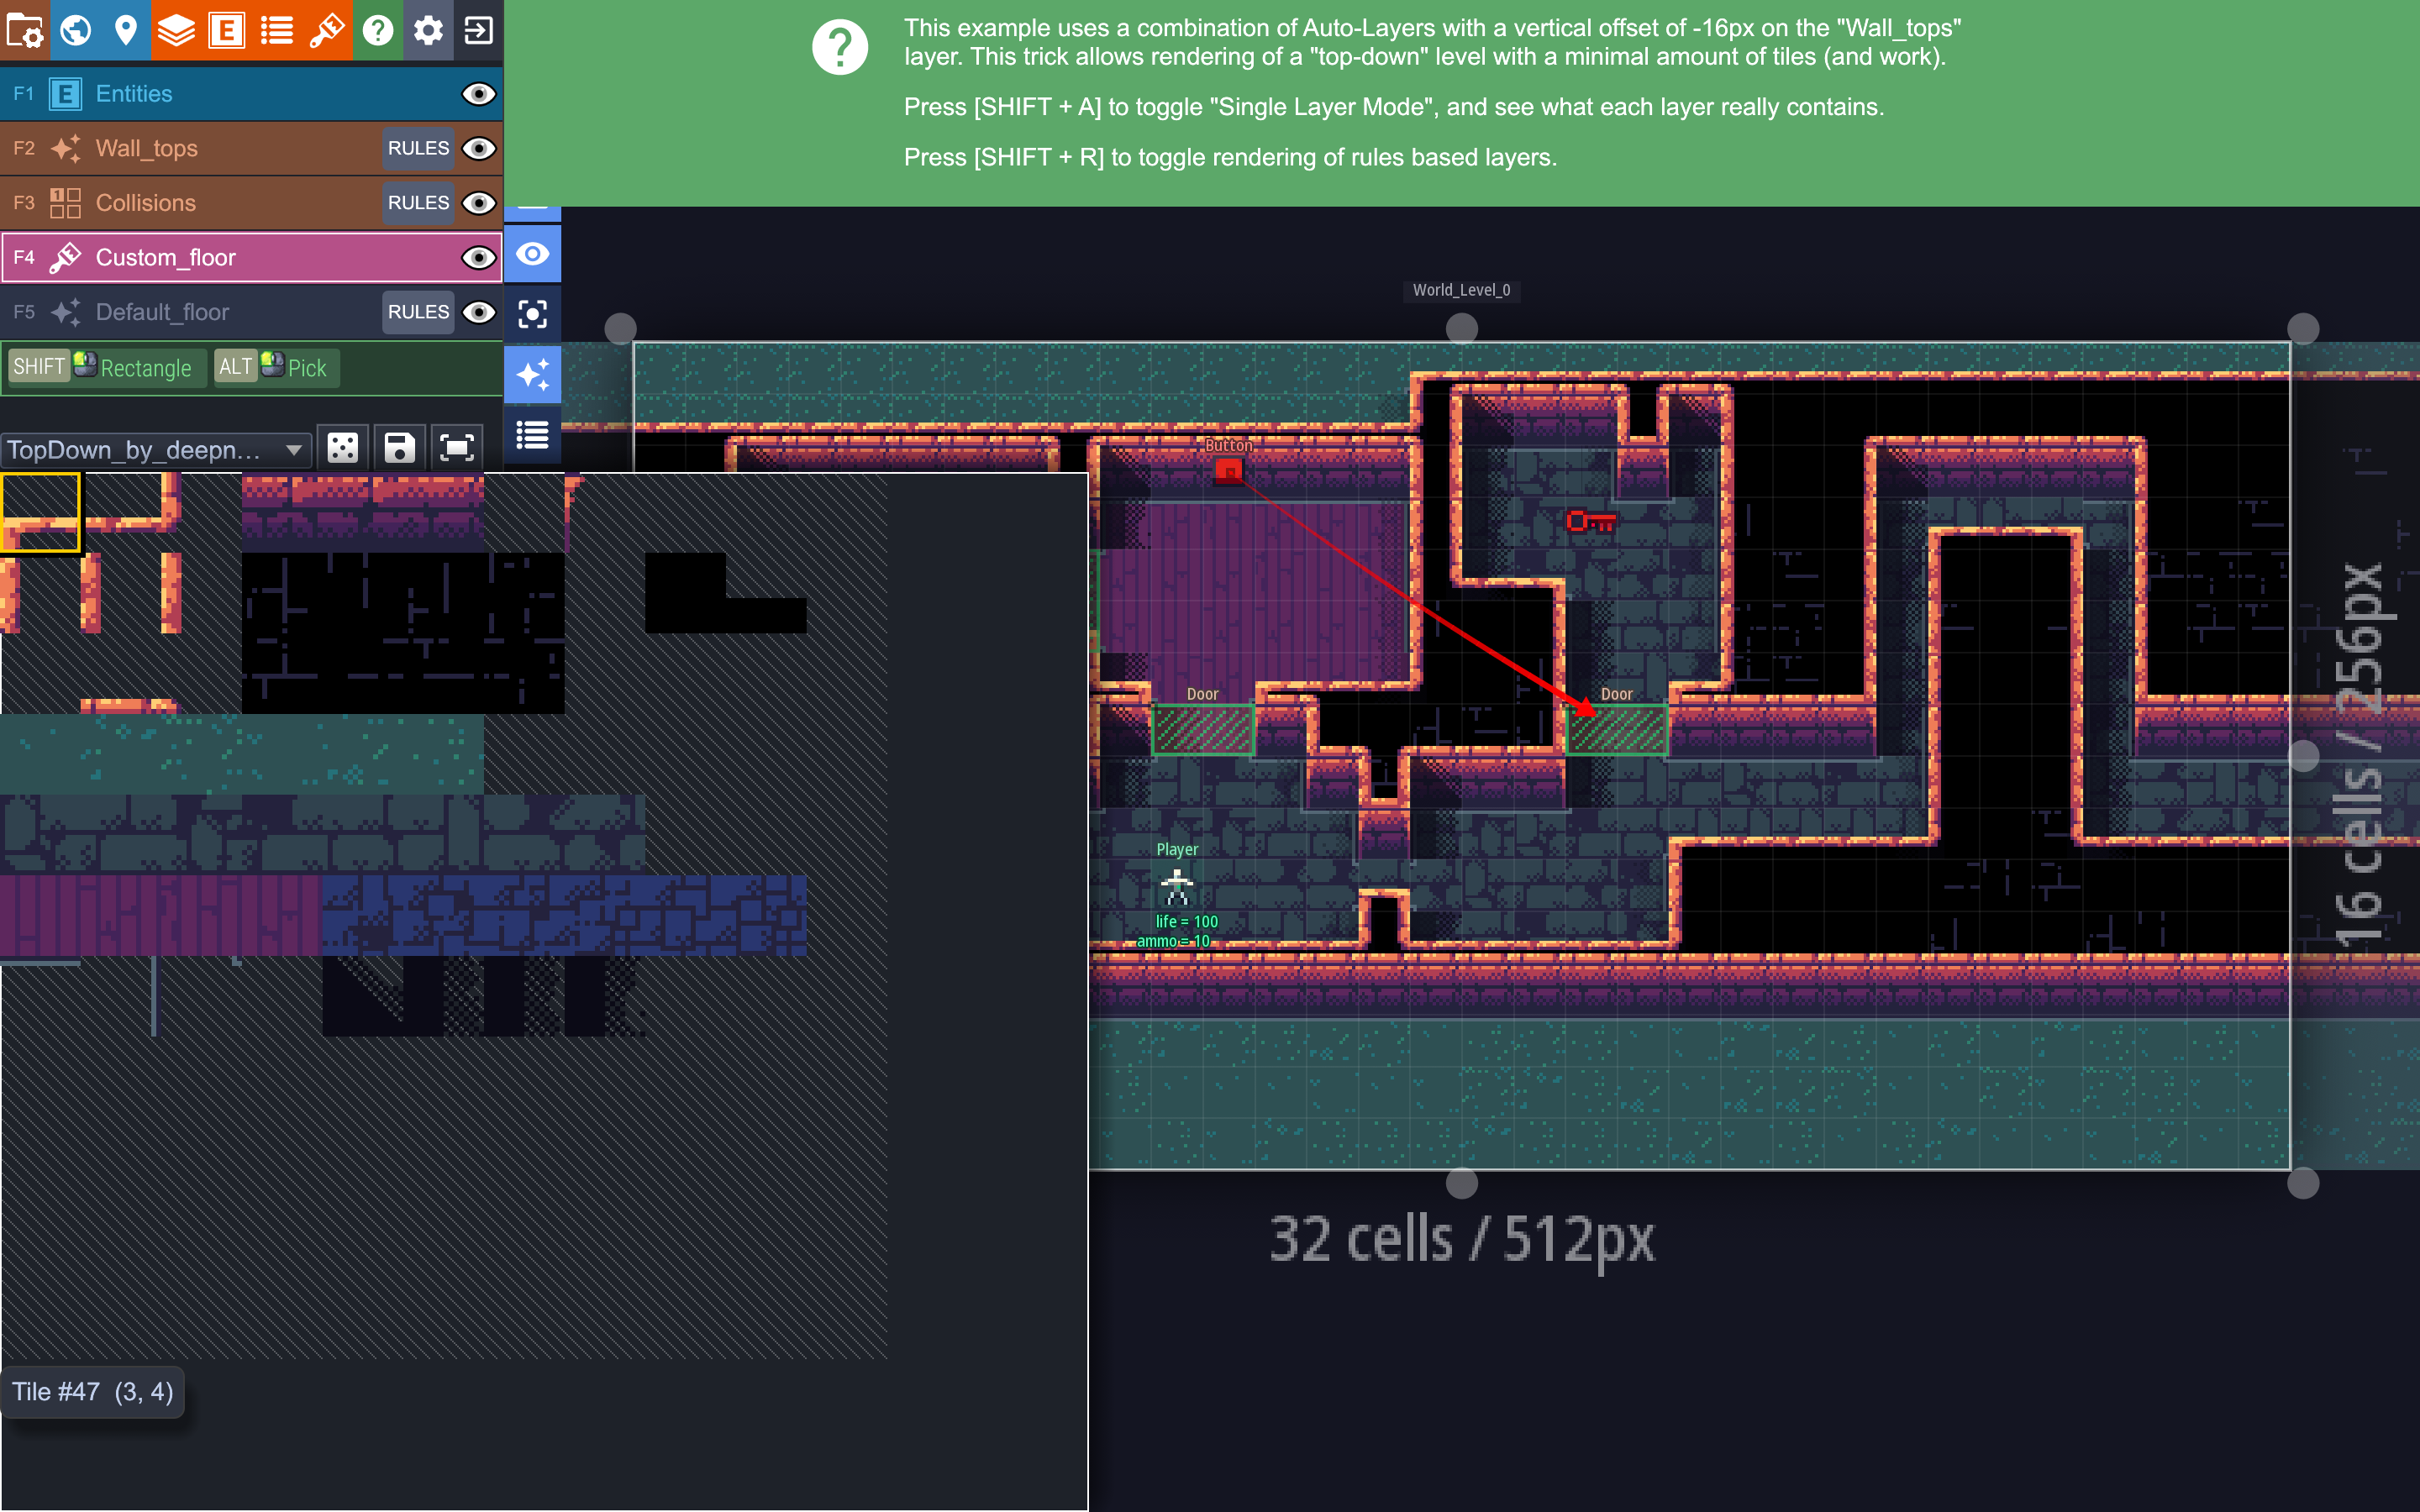 This example uses a combination of Auto-Layers with a vertical offset of -16px on the "Wall_tops"
layer. This trick allows rendering of a "top-down" level with a minimal amount of tiles (and work).
Press [SHIFT + A] to toggle "Single Layer Mode", and see what each layer really contains.
Press [SHIFT + R] to toggle rendering of rules based layers.
F1 E Entities
F2 Wall_tops RULES
F3 Collisions RULES
F4 Custom_floor
F5 Default_floor RULES
SHIFT Rectangle ALT Pick
TopDown_by_deepn...
World_Level_0
Button
Door
Door
Player
life = 100
ammo = 10
16 cells / 256px
32 cells / 512px
Tile #47 (3, 4)